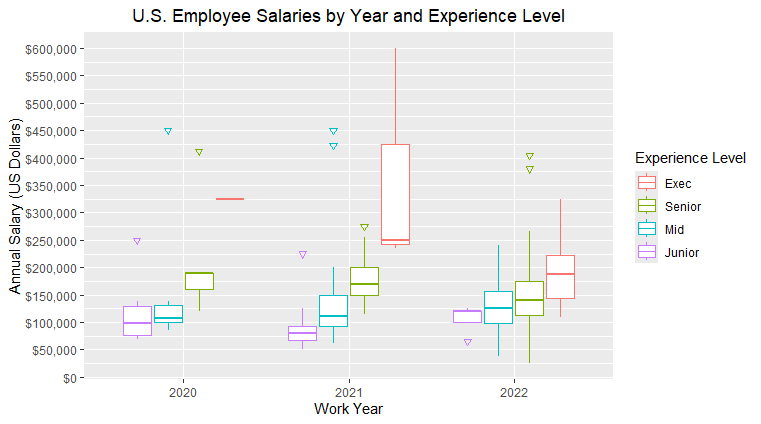 U.S. Employee Salaries by Year and Experience Level
Annual Salary (US Dollars)
$600,000
$550,000
$500,000
$450,000
$400,000
$350,000
$300,000
$250,000
$200,000
$150,000
$100,000
$50,000
$0
2020
2021
2022
Work Year
Experience Level
Exec
Senior
Mid
Junior